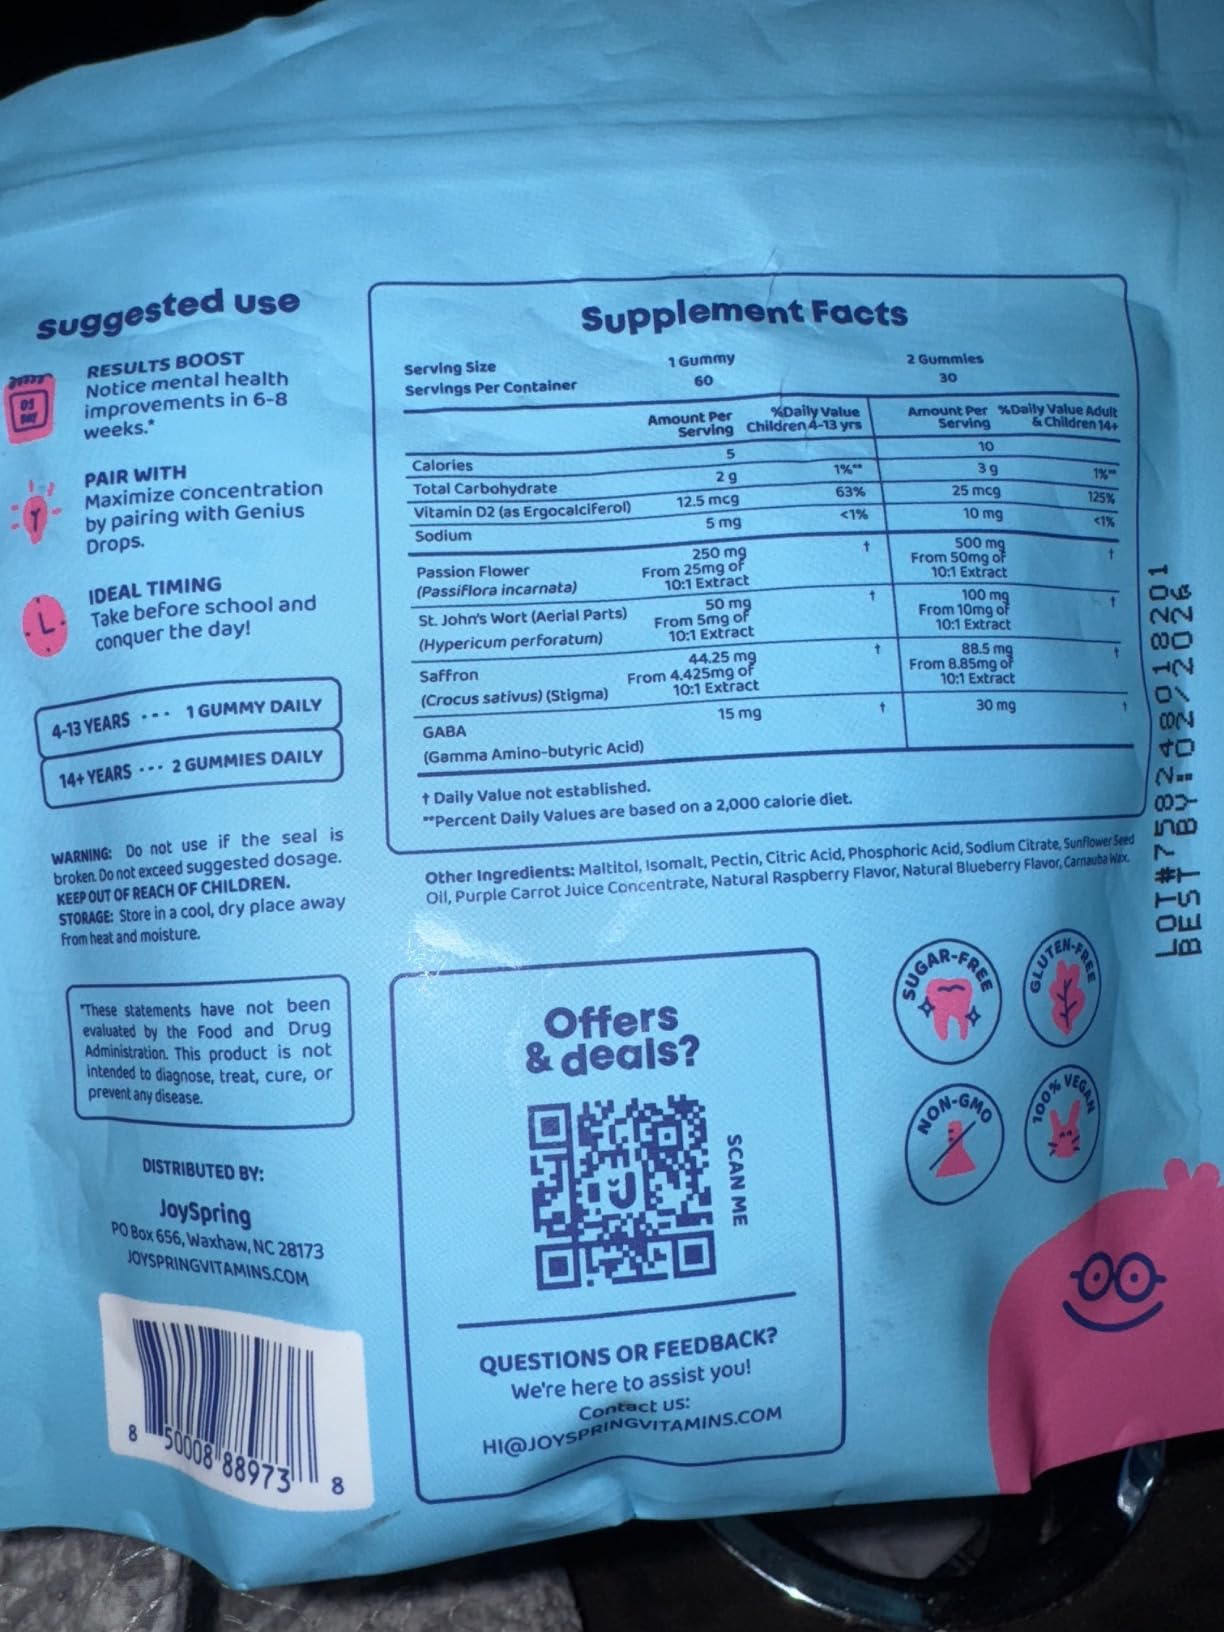 Suggested use
RESULTS BOOST
Notice mental health
improvements in 6-8
weeks.*
PAIR WITH
Maximize concentration
by pairing with Genius
Drops.
IDEAL TIMING
Take before school and
conquer the day!
4-13 YEARS --- 1 GUMMY DAILY
14+ YEARS --- 2 GUMMIES DAILY
WARNING: Do not use if the seal is
broken. Do not exceed suggested dosage.
KEEP OUT OF REACH OF CHILDREN.
STORAGE: Store in a cool, dry place away
from heat and moisture.
*These statements have not been
evaluated by the Food and Drug
Administration. This product is not
intended to diagnose, treat, cure, or
prevent any disease.
DISTRIBUTED BY:
JoySpring
PO Box 656, Waxhaw, NC 28173
JOYSPRINGVITAMINS.COM
8 50008 88973 8
Supplement Facts
Serving Size 1 Gummy 2 Gummies
Servings Per Container 60 30
Amount Per %Daily Value Amount Per %Daily Value Adult
Serving Children 4-13 yrs Serving & Children 14+
Calories 5 10
Total Carbohydrate 2 g 1%** 3 g 1%**
Vitamin D2 (as Ergocalciferol) 12.5 mcg 63% 25 mcg 125%
Sodium 5 mg <1% 10 mg <1%
Passion Flower 250 mg † 500 mg †
(Passiflora incarnata) From 25mg of From 50mg of
10:1 Extract 10:1 Extract
St. John's Wort (Aerial Parts) 50 mg † 100 mg †
(Hypericum perforatum) From 5mg of From 10mg of
10:1 Extract 10:1 Extract
Saffron 44.25 mg † 88.5 mg †
(Crocus sativus) (Stigma) From 4.425mg of From 8.85mg of
10:1 Extract 10:1 Extract
GABA 15 mg † 30 mg †
(Gamma Amino-butyric Acid)
† Daily Value not established.
**Percent Daily Values are based on a 2,000 calorie diet.
Other Ingredients: Maltitol, Isomalt, Pectin, Citric Acid, Phosphoric Acid, Sodium Citrate, Sunflower Seed
Oil, Purple Carrot Juice Concentrate, Natural Raspberry Flavor, Natural Blueberry Flavor, Carnauba Wax.
Offers
& deals?
SCAN ME
QUESTIONS OR FEEDBACK?
We're here to assist you!
Contact us:
HI@JOYSPRINGVITAMINS.COM
SUGAR-FREE
GLUTEN-FREE
NON-GMO
100% VEGAN
LOT#758248018201
BEST BY:02/2026